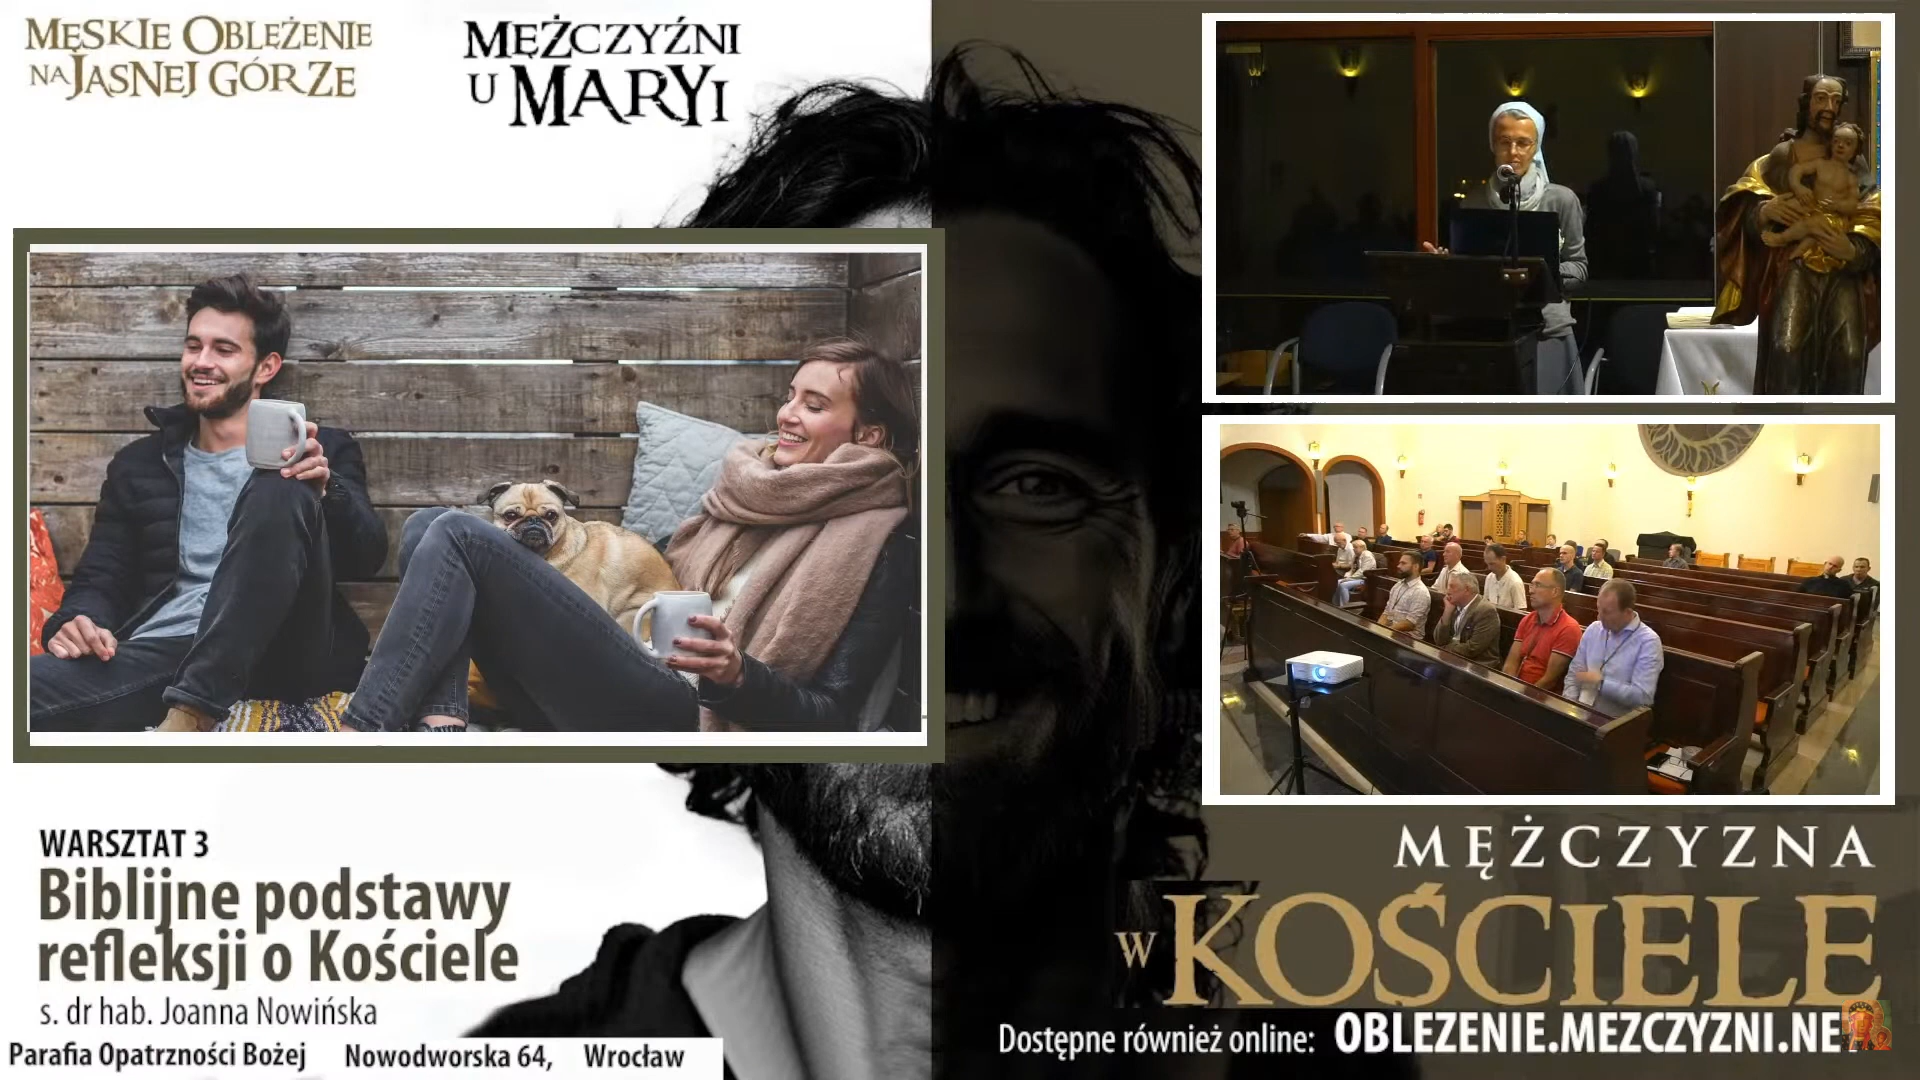 MĘSKIE OBLĘŻENIE
NA JASNEJ GÓRZE
MĘŻCZYŹNI
U MARYI
WARSZTAT 3
Biblijne podstawy
refleksji o Kościele
s. dr hab. Joanna Nowińska
Parafia Opatrzności Bożej Nowodworska 64, Wrocław
MĘŻCZYZNA
W KOŚCIELE
Dostępne również online: OBLEZENIE.MEZCZYZNI.NE